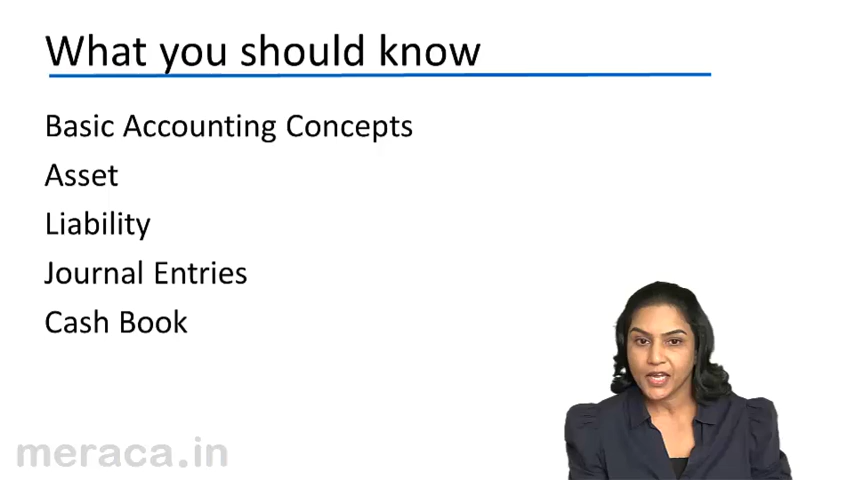 What you should know
Basic Accounting Concepts
Asset
Liability
Journal Entries
Cash Book
meraca.in